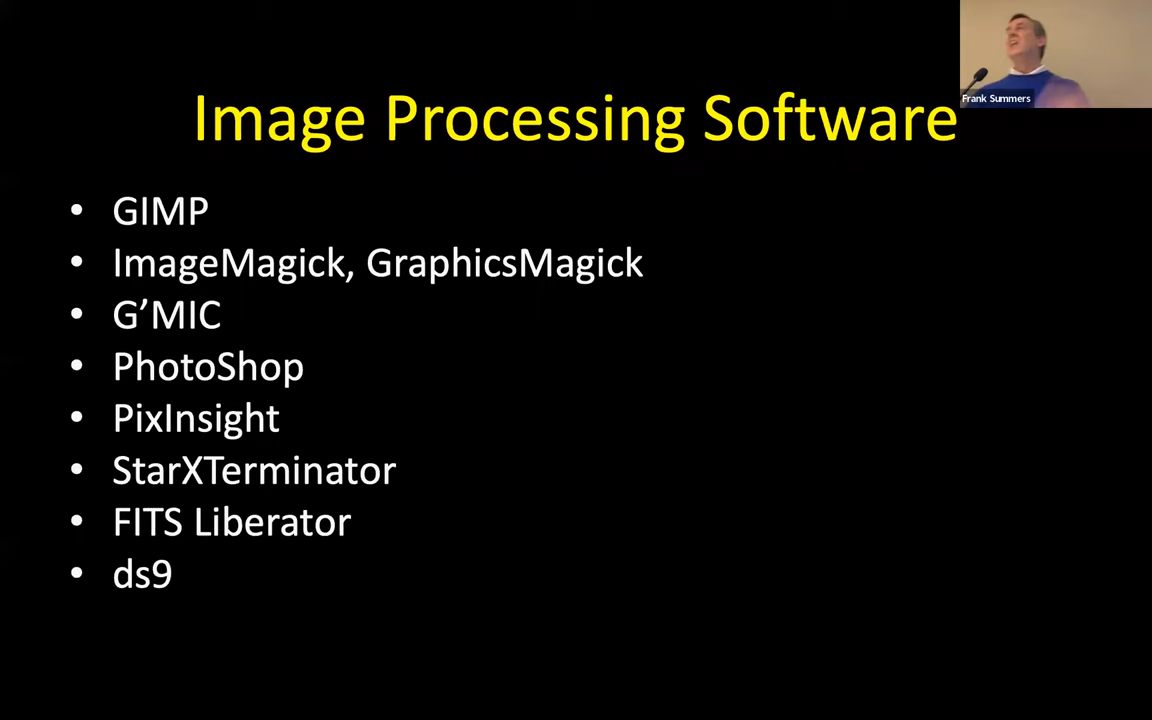 Frank Summers
Image Processing Software
• GIMP
• ImageMagick, GraphicsMagick
• G’MIC
• PhotoShop
• PixInsight
• StarXTerminator
• FITS Liberator
• ds9